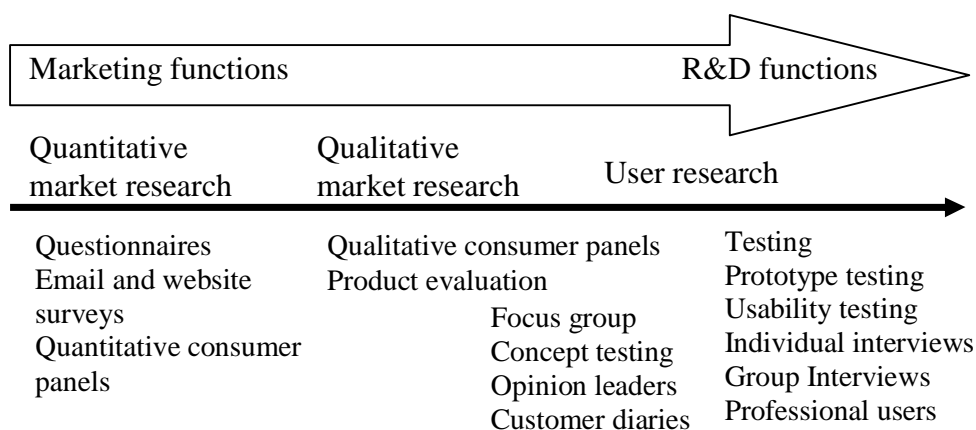 Marketing functions
R&D functions
Quantitative
market research
Qualitative
market research
User research
Questionnaires
Email and website
surveys
Quantitative consumer
panels
Qualitative consumer panels
Product evaluation
Focus group
Concept testing
Opinion leaders
Customer diaries
Testing
Prototype testing
Usability testing
Individual interviews
Group Interviews
Professional users